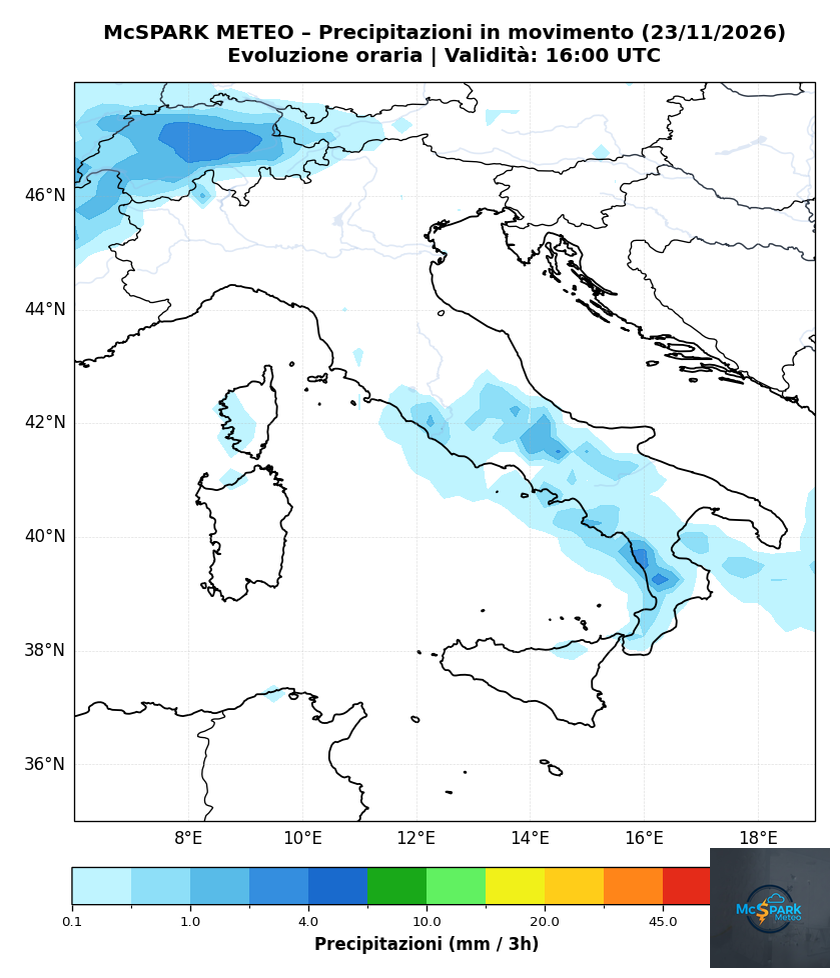 McSPARK METEO – Precipitazioni in movimento (23/11/2026)
Evoluzione oraria | Validità: 16:00 UTC
46°N
44°N
42°N
40°N
38°N
36°N
8°E 10°E 12°E 14°E 16°E 18°E
0.1 1.0 4.0 10.0 20.0 45.0
Precipitazioni (mm / 3h)
McSPARK
Meteo